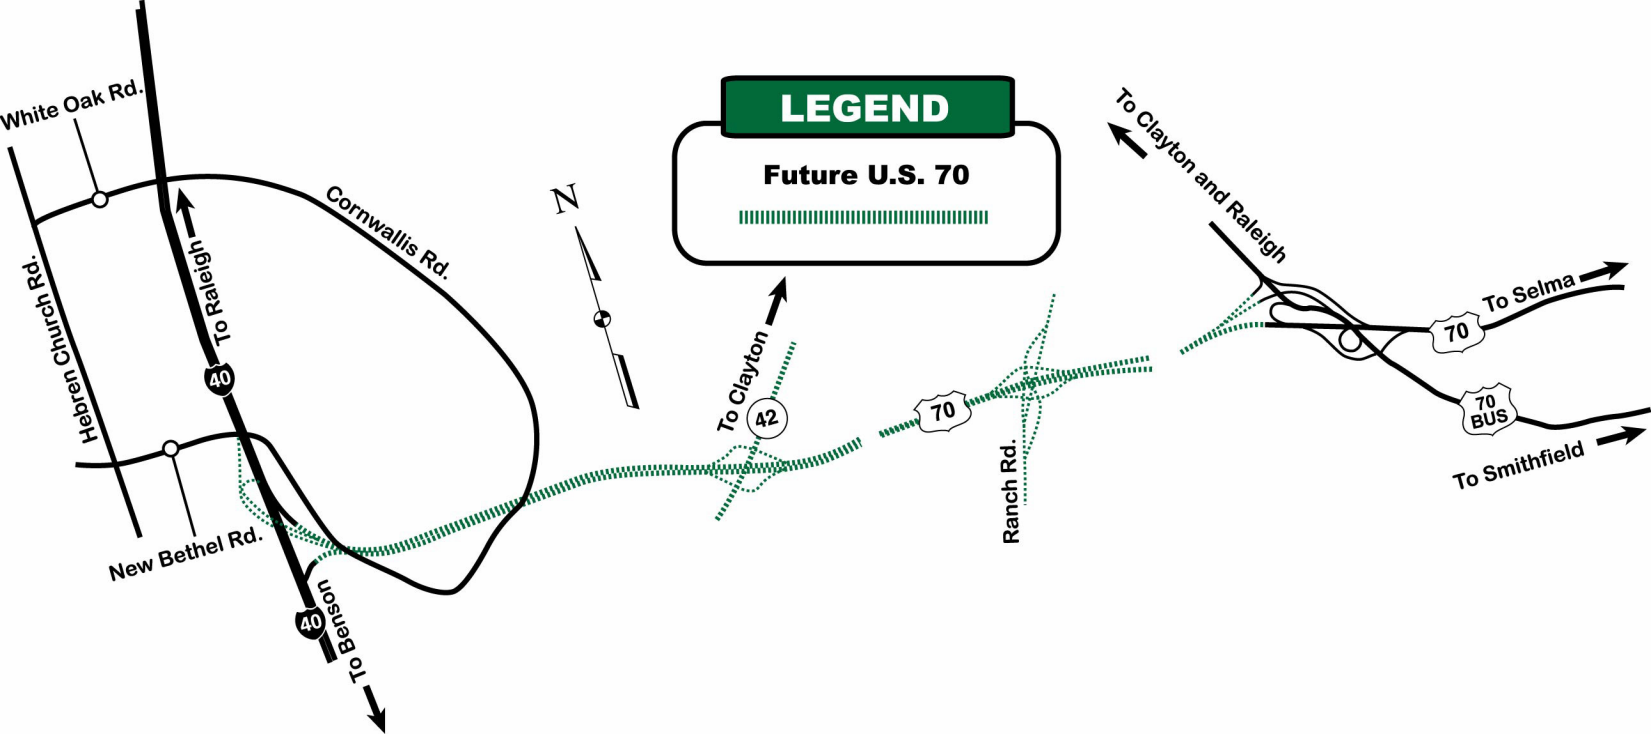 White Oak Rd.
Hebren Church Rd.
To Raleigh
40
Cornwallis Rd.
New Bethel Rd.
40
To Benson
N
LEGEND
Future U.S. 70
To Clayton
42
70
Ranch Rd.
To Clayton and Raleigh
To Selma
70
70
BUS
To Smithfield